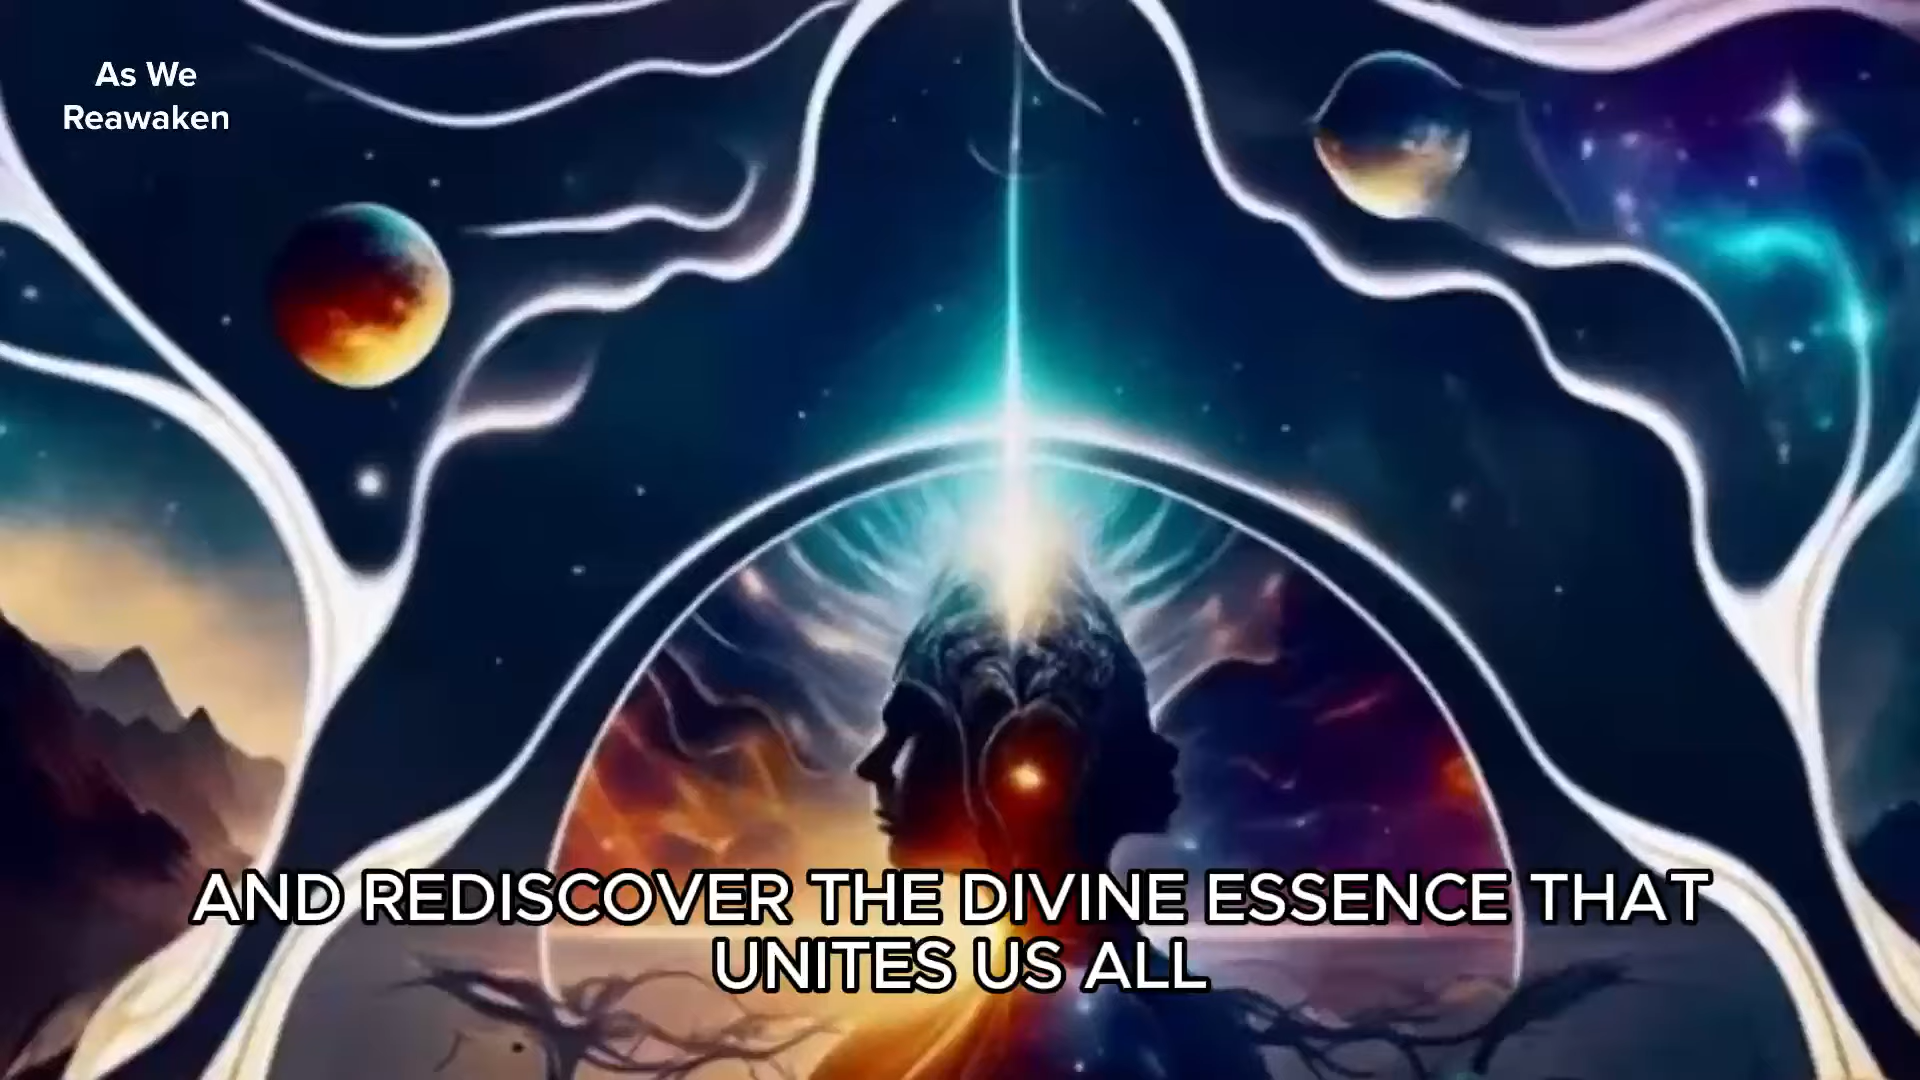 As We
Reawaken
AND REDISCOVER THE DIVINE ESSENCE THAT
UNITES US ALL